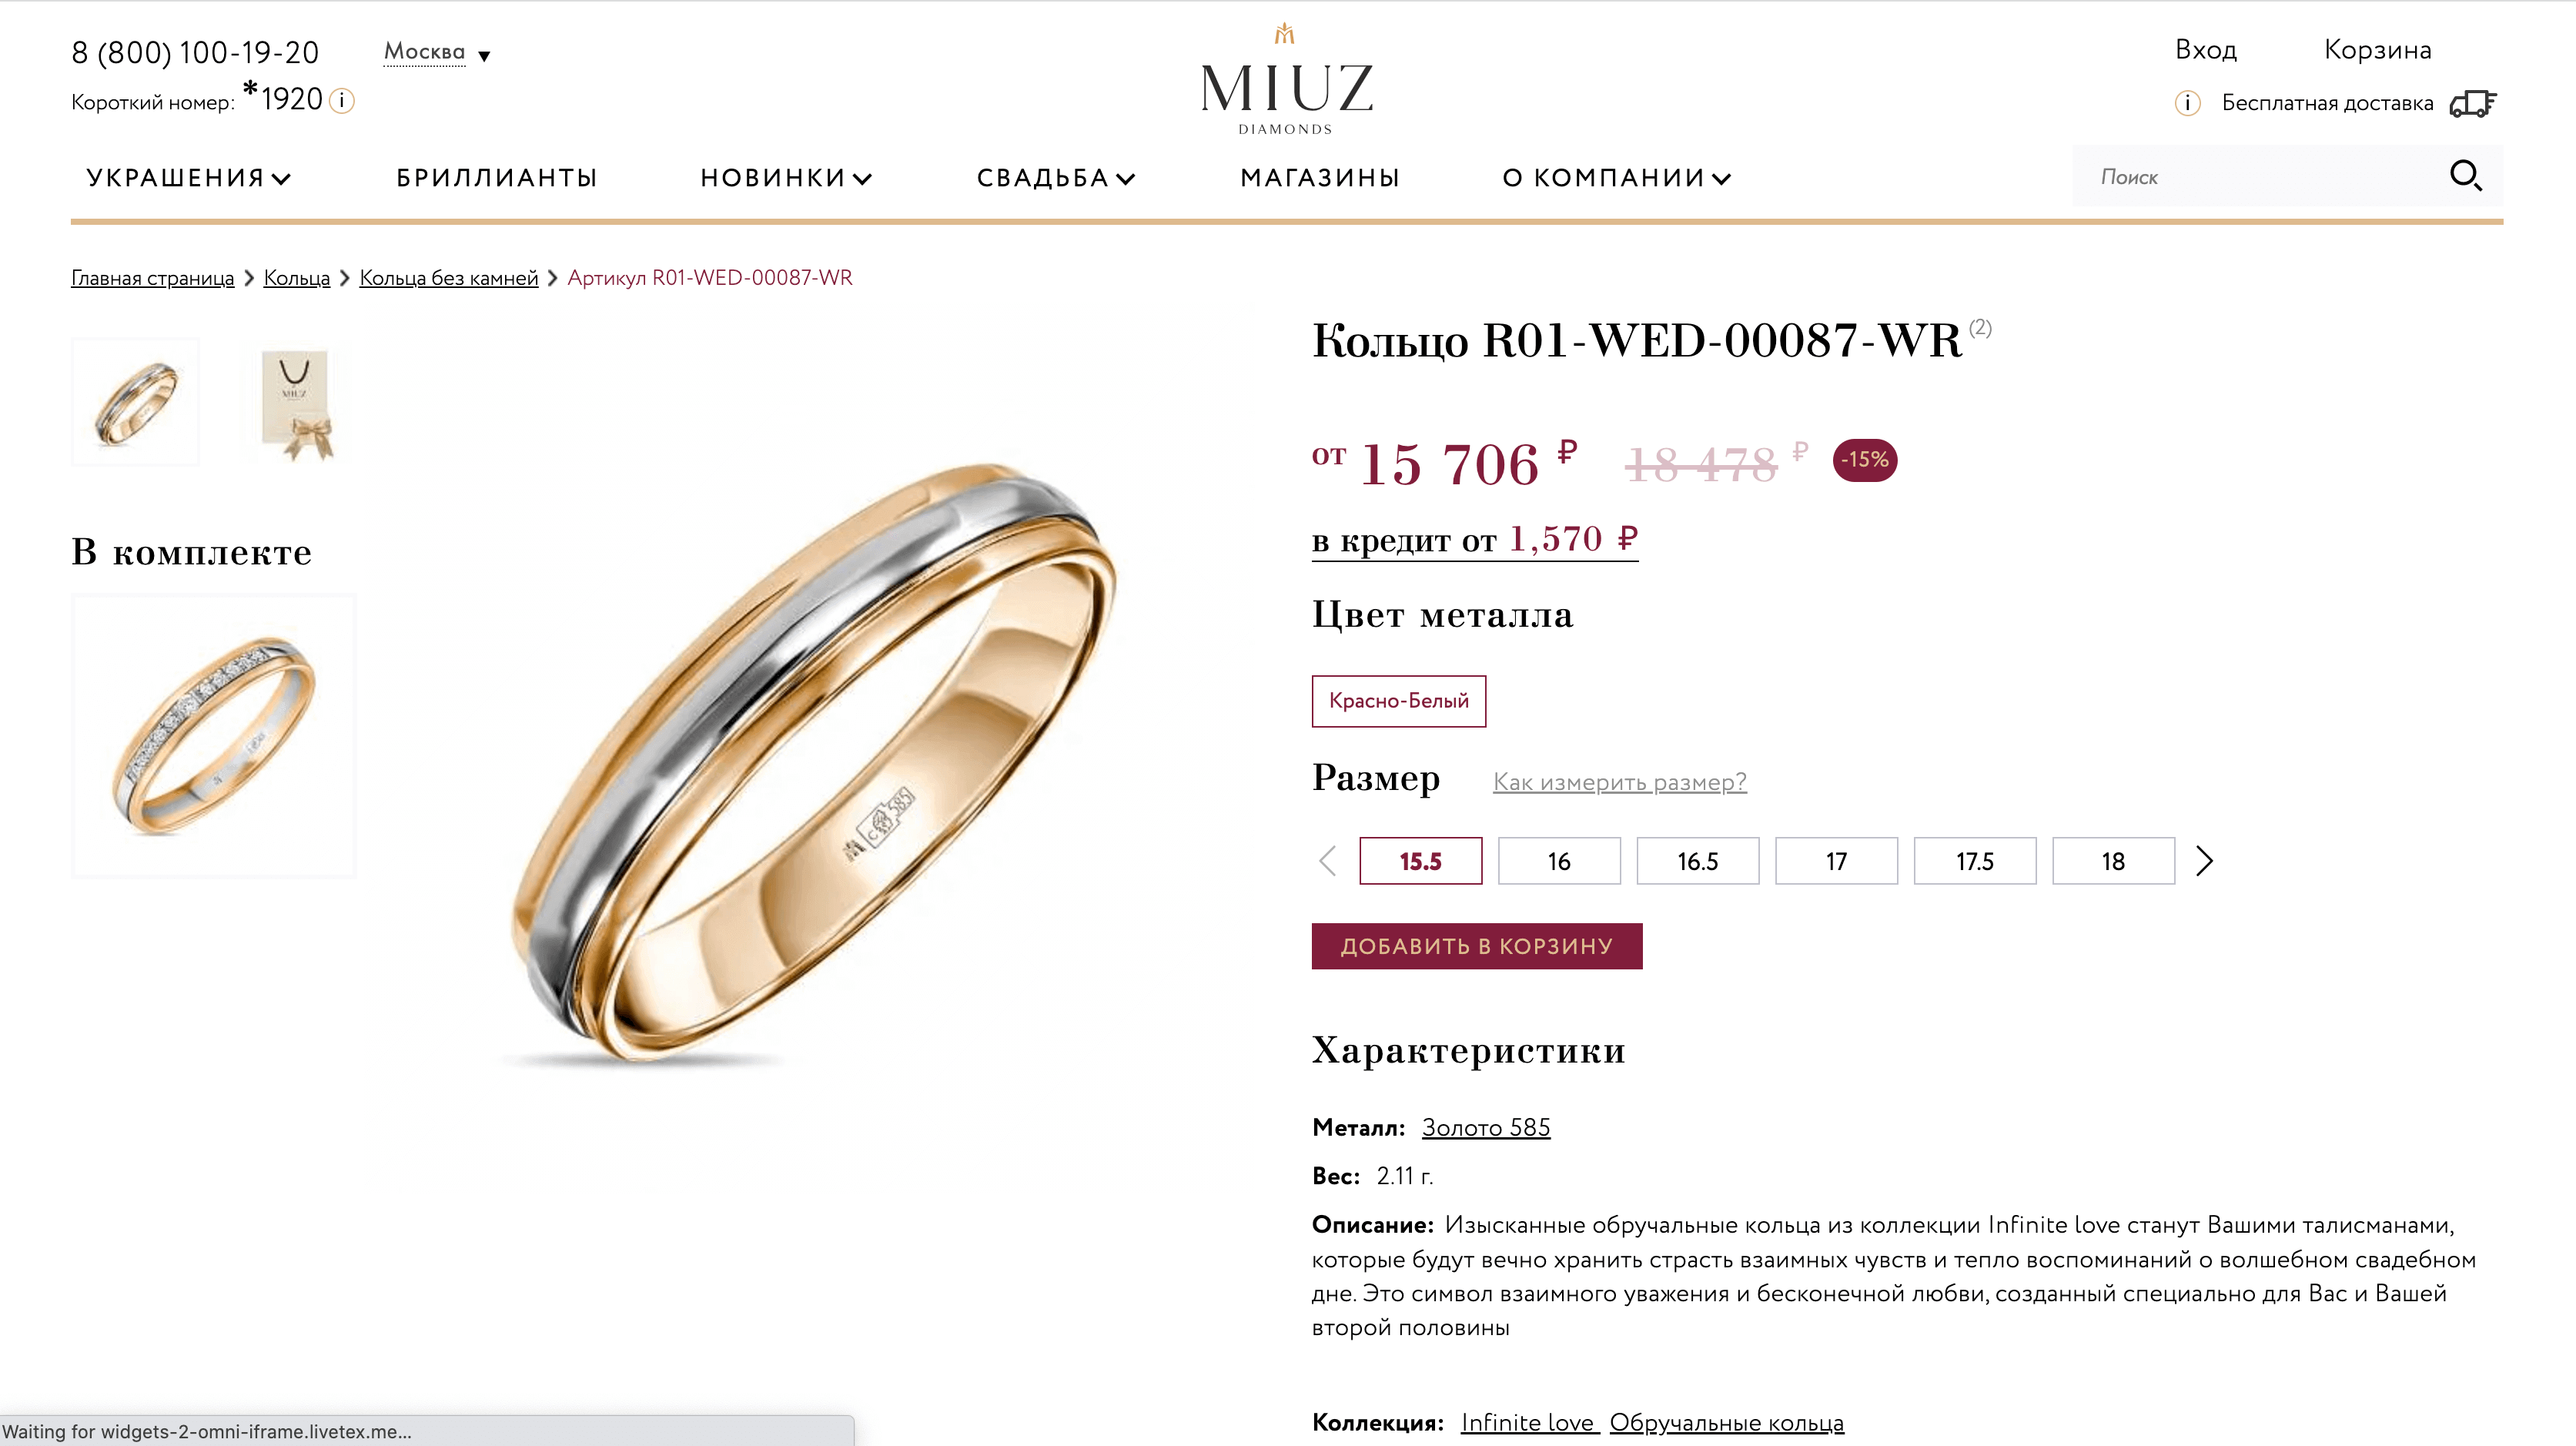 8 (800) 100-19-20
Москва ▼
Короткий номер: *1920 i
MIUZ
DIAMONDS
Вход
Корзина
i Бесплатная доставка
УКРАШЕНИЯ
БРИЛЛИАНТЫ
НОВИНКИ
СВАДЬБА
МАГАЗИНЫ
О КОМПАНИИ
Поиск
Главная страница > Кольца > Кольца без камней > Артикул R01-WED-00087-WR
MIUZ
В комплекте
585
Кольцо R01-WED-00087-WR (2)
от 15 706 ₽ 18 478 ₽ -15%
в кредит от 1,570 ₽
Цвет металла
Красно-Белый
Размер Как измерить размер?
15.5 16 16.5 17 17.5 18
ДОБАВИТЬ В КОРЗИНУ
Характеристики
Металл: Золото 585
Вес: 2.11 г.
Описание: Изысканные обручальные кольца из коллекции Infinite love станут Вашими талисманами,
которые будут вечно хранить страсть взаимных чувств и тепло воспоминаний о волшебном свадебном
дне. Это символ взаимного уважения и бесконечной любви, созданный специально для Вас и Вашей
второй половины
Коллекция: Infinite love Обручальные кольца
Waiting for widgets-2-omni-iframe.livetex.me...